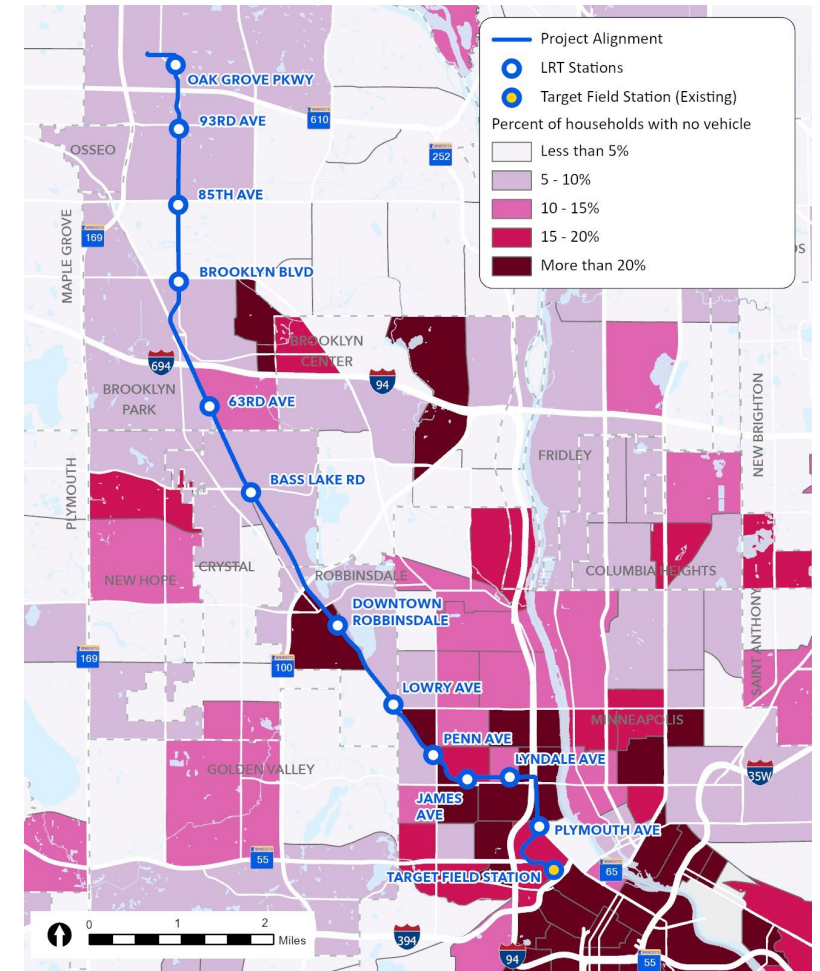 Project Alignment
LRT Stations
Target Field Station (Existing)
Percent of households with no vehicle
Less than 5%
5 - 10%
10 - 15%
15 - 20%
More than 20%
OAK GROVE PKWY
93RD AVE
610
252
OSSEO
85TH AVE
MAPLE GROVE
169
BROOKLYN BLVD
BROOKLYN
CENTER
694
94
BROOKLYN
PARK
63RD AVE
NEW BRIGHTON
FRIDLEY
PLYMOUTH
BASS LAKE RD
CRYSTAL
NEW HOPE
ROBBINSDALE
COLUMBIA HEIGHTS
DOWNTOWN
ROBBINSDALE
SAINT ANTHONY
169
100
LOWRY AVE
MINNEAPOLIS
PENN AVE
LYNDALE AVE
GOLDEN VALLEY
35W
JAMES
AVE
PLYMOUTH AVE
55
TARGET FIELD STATION
65
0 1 2
Miles
394
94
55